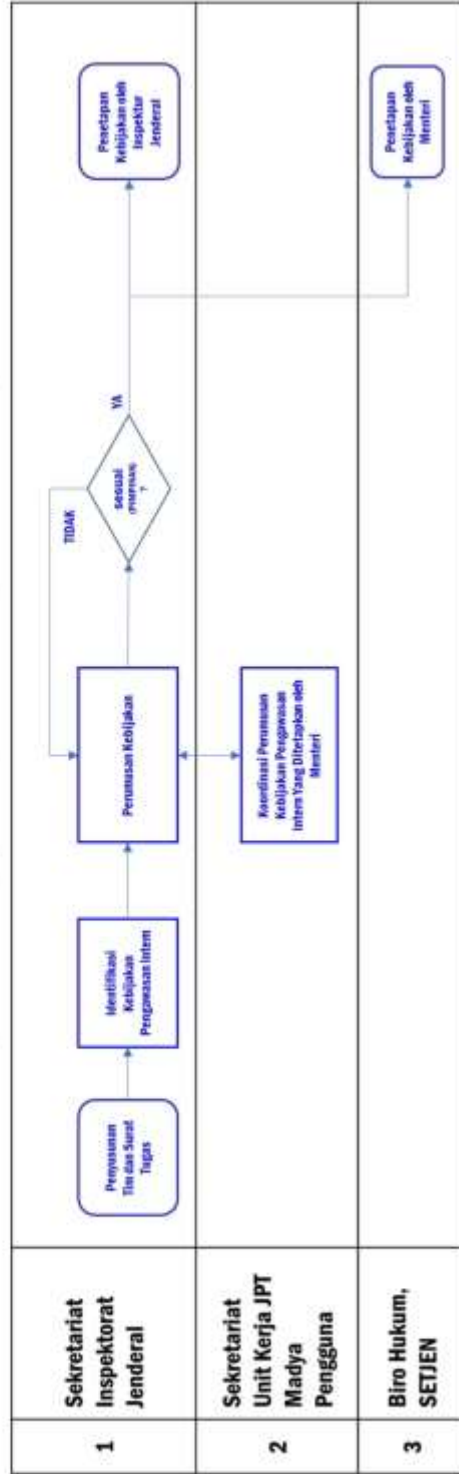 1
Sekretariat
Inspektorat
Jenderal
Penyusunan
Tim dan Surat
Tugas
Identifikasi
Kebijakan
Pengawasan Intern
Perumusan Kebijakan
TIDAK
sesuai
(PIMPINAN)
?
YA
Penetapan
Kebijakan oleh
Inspektur
Jenderal
2
Sekretariat
Unit Kerja JPT
Madya
Pengguna
Koordinasi Perumusan
Kebijakan Pengawasan
Intern Yang Ditetapkan oleh
Menteri
3
Biro Hukum,
SETJEN
Penetapan
Kebijakan oleh
Menteri